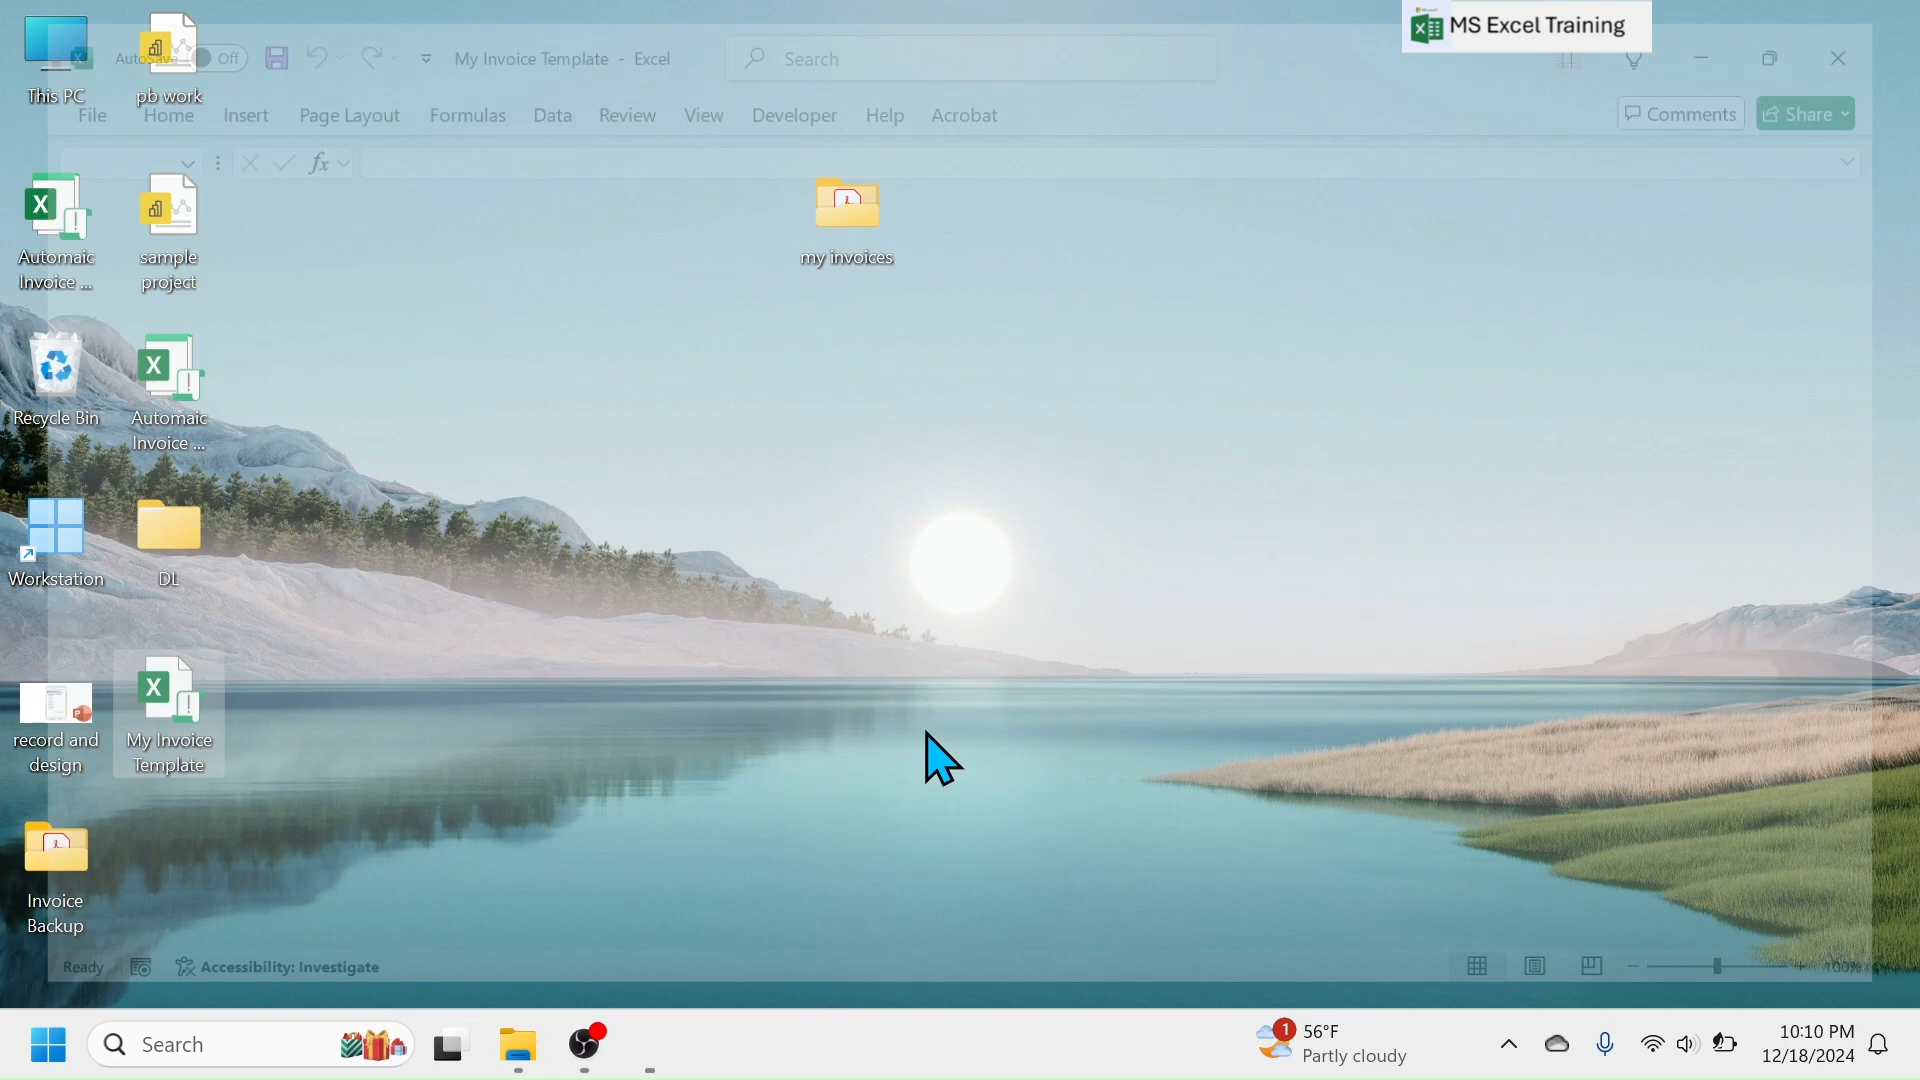 MS Excel Training
AutoSave Off My Invoice Template - Excel Search
File Home Insert Page Layout Formulas Data Review View Developer Help Acrobat Comments Share
fx
This PC
pb work
Automaic
Invoice ...
sample
project
my invoices
Recycle Bin
Automaic
Invoice ...
Workstation
DL
record and
design
My Invoice
Template
Invoice
Backup
Ready Accessibility: Investigate 100%
Search
1 56°F
Partly cloudy
10:10 PM
12/18/2024